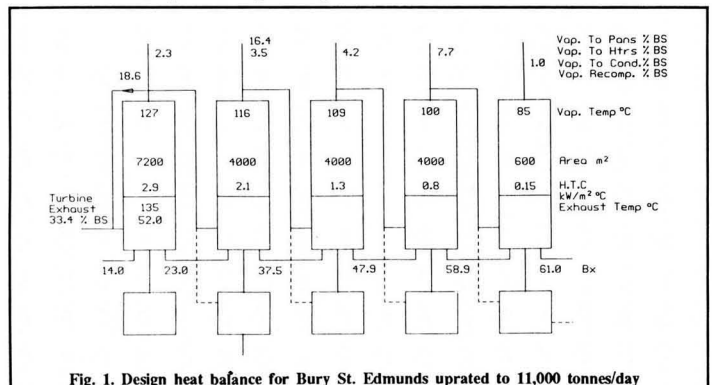 2.3
16.4
3.5
4.2
7.7
1.0
Vap. To Pans % BS
Vap. To Htrs % BS
Vap. To Cond.% BS
Vap. Recomp. % BS
18.6
127
116
109
100
85
Vap. Temp °C
7200
4000
4000
4000
600
Area m²
2.9
2.1
1.3
0.8
0.15
H.T.C
kW/m² °C
Turbine
Exhaust
33.4 % BS
135
52.0
Exhaust Temp °C
14.0
23.0
37.5
47.9
58.9
61.0
Bx
Fig. 1. Design heat balance for Bury St. Edmunds uprated to 11,000 tonnes/day